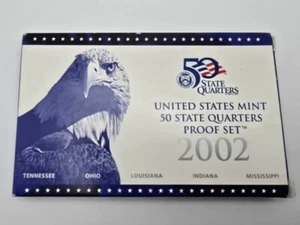 50
STATE
QUARTERS
UNITED STATES MINT
50 STATE QUARTERS
PROOF SET™
2002
TENNESSEE OHIO LOUISIANA INDIANA MISSISSIPPI